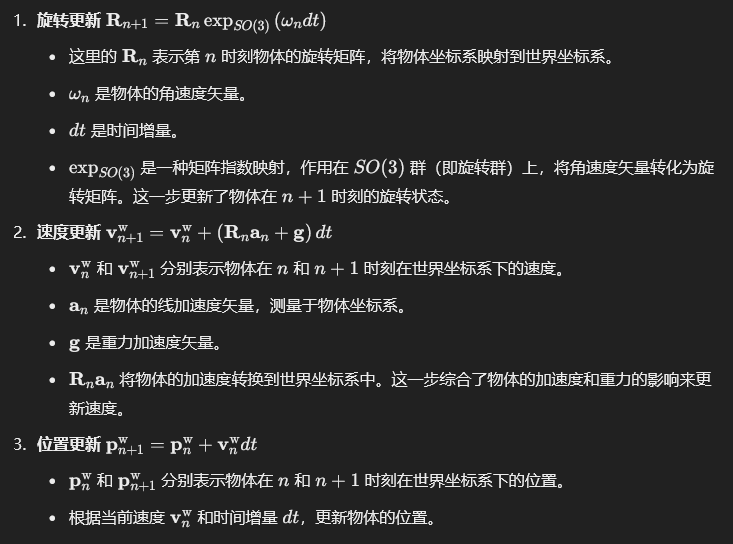 1. 旋转更新 $\mathbf{R}_{n+1} = \mathbf{R}_n \exp_{SO(3)}(\omega_n dt)$
• 这里的 $\mathbf{R}_n$ 表示第 $n$ 时刻物体的旋转矩阵，将物体坐标系映射到世界坐标系。
• $\omega_n$ 是物体的角速度矢量。
• $dt$ 是时间增量。
• $\exp_{SO(3)}$ 是一种矩阵指数映射，作用在 $SO(3)$ 群（即旋转群）上，将角速度矢量转化为旋
转矩阵。这一步更新了物体在 $n+1$ 时刻的旋转状态。
2. 速度更新 $\mathbf{v}_{n+1}^{\mathrm{w}} = \mathbf{v}_n^{\mathrm{w}} + (\mathbf{R}_n \mathbf{a}_n + \mathbf{g})\, dt$
• $\mathbf{v}_n^{\mathrm{w}}$ 和 $\mathbf{v}_{n+1}^{\mathrm{w}}$ 分别表示物体在 $n$ 和 $n+1$ 时刻在世界坐标系下的速度。
• $\mathbf{a}_n$ 是物体的线加速度矢量，测量于物体坐标系。
• $\mathbf{g}$ 是重力加速度矢量。
• $\mathbf{R}_n \mathbf{a}_n$ 将物体的加速度转换到世界坐标系中。这一步综合了物体的加速度和重力的影响来更
新速度。
3. 位置更新 $\mathbf{p}_{n+1}^{\mathrm{w}} = \mathbf{p}_n^{\mathrm{w}} + \mathbf{v}_n^{\mathrm{w}} dt$
• $\mathbf{p}_n^{\mathrm{w}}$ 和 $\mathbf{p}_{n+1}^{\mathrm{w}}$ 分别表示物体在 $n$ 和 $n+1$ 时刻在世界坐标系下的位置。
• 根据当前速度 $\mathbf{v}_n^{\mathrm{w}}$ 和时间增量 $dt$，更新物体的位置。